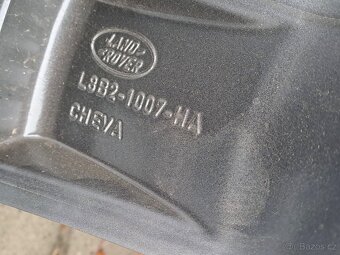 LAND
ROVER
L8B2-1007-HA
CHEVA
Bazos.cz